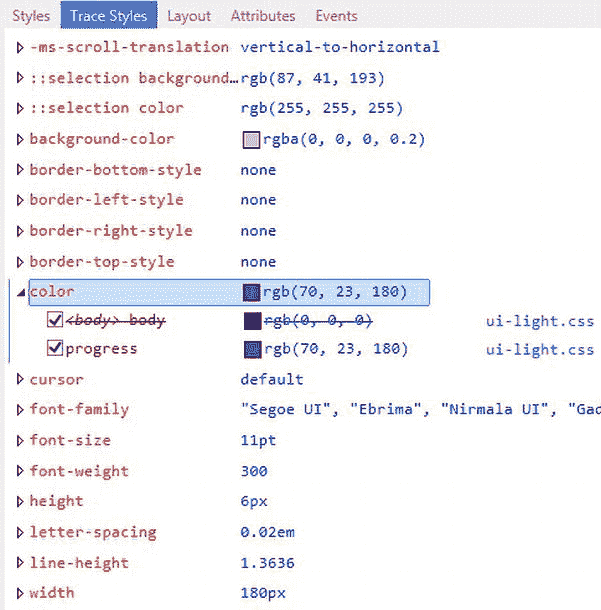 Styles Trace Styles Layout Attributes Events
-ms-scroll-translation vertical-to-horizontal
::selection background... rgb(87, 41, 193)
::selection color rgb(255, 255, 255)
background-color rgba(0, 0, 0, 0.2)
border-bottom-style none
border-left-style none
border-right-style none
border-top-style none
color rgb(70, 23, 180)
<body> body rgb(0, 0, 0) ui-light.css
progress rgb(70, 23, 180) ui-light.css
cursor default
font-family "Segoe UI", "Ebrima", "Nirmala UI", "Gad
font-size 11pt
font-weight 300
height 6px
letter-spacing 0.02em
line-height 1.3636
width 180px